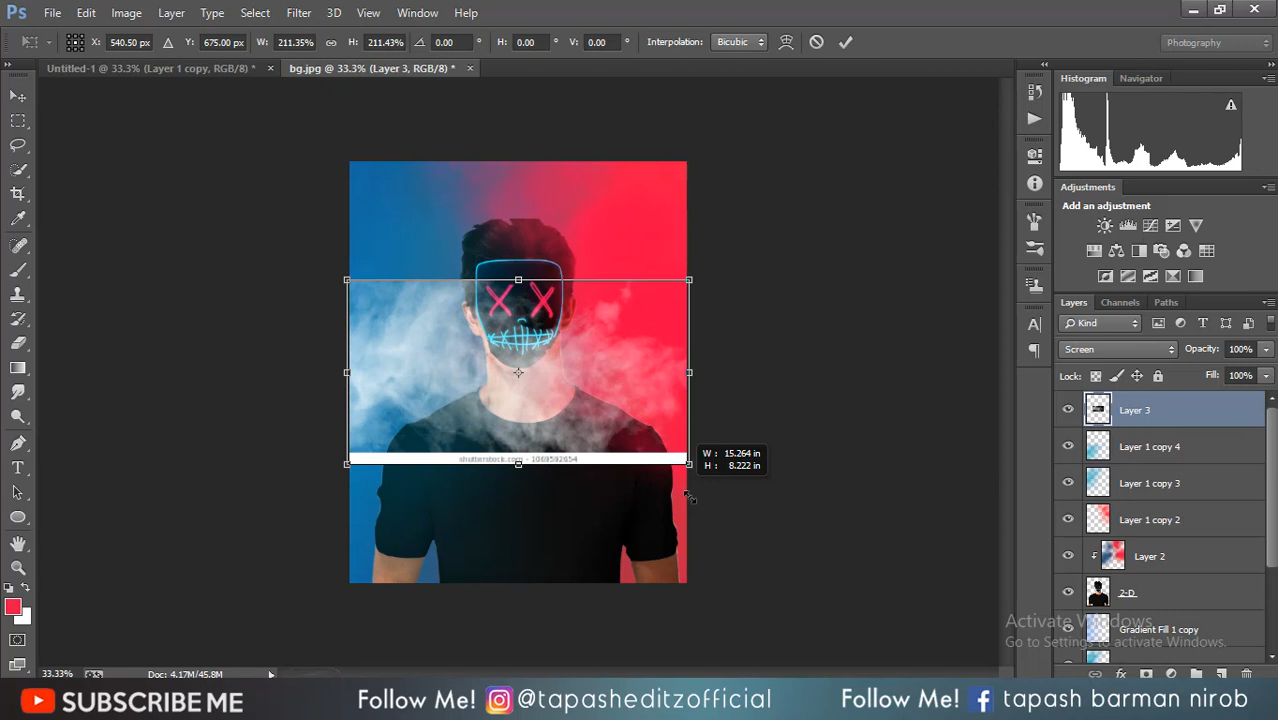 Ps File Edit Image Layer Type Select Filter 3D View Window Help
X: 540.50 px Y: 675.00 px W: 211.35% H: 211.43% 0.00 ° H: 0.00 ° V: 0.00 ° Interpolation: Bicubic Photography
Untitled-1 @ 33.3% (Layer 1 copy, RGB/8) * × bg.jpg @ 33.3% (Layer 3, RGB/8) * ×
Histogram Navigator
Adjustments
Add an adjustment
Layers Channels Paths
Kind
Screen Opacity: 100%
Lock: Fill: 100%
Layer 3
Layer 1 copy 4
Layer 1 copy 3
Layer 1 copy 2
Layer 2
2-D
Gradient Fill 1 copy
shutterstock.com - 1069592654
W: 15.264 in
H: 8.222 in
Activate Windows
Go to Settings to activate Windows.
33.33% Doc: 4.17M/45.8M
SUBSCRIBE ME Follow Me! @tapasheditzofficial Follow Me! tapash barman nirob